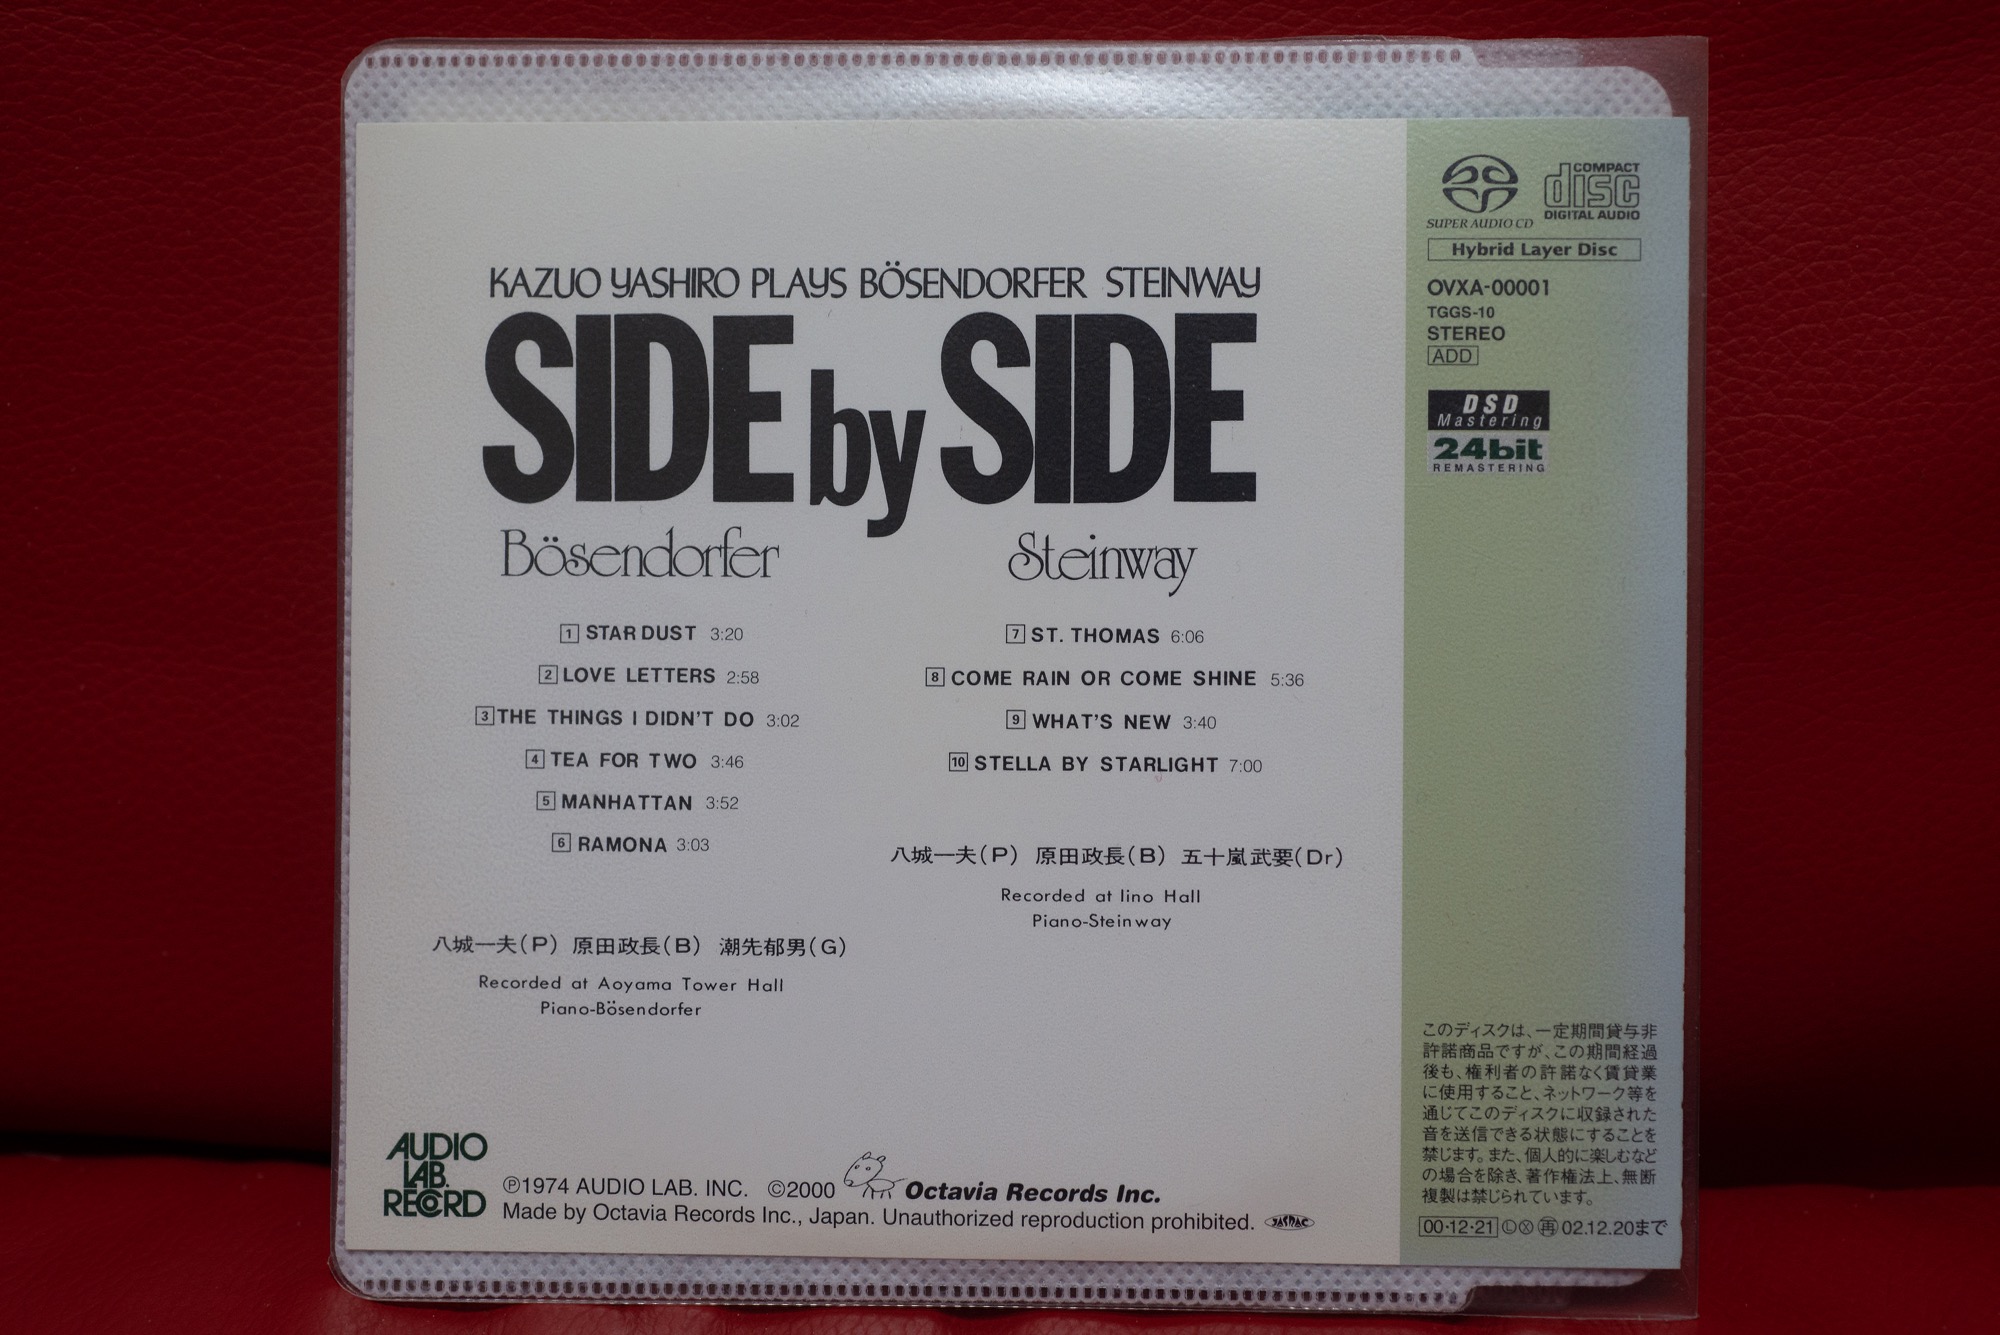 KAZUO YASHIRO PLAYS BÖSENDORFER STEINWAY
SIDE by SIDE
Bösendorfer
1 STAR DUST 3:20
2 LOVE LETTERS 2:58
3 THE THINGS I DIDN'T DO 3:02
4 TEA FOR TWO 3:46
5 MANHATTAN 3:52
6 RAMONA 3:03
八城一夫(P) 原田政長(B) 潮先郁男(G)
Recorded at Aoyama Tower Hall
Piano-Bösendorfer
Steinway
7 ST. THOMAS 6:06
8 COME RAIN OR COME SHINE 5:36
9 WHAT'S NEW 3:40
10 STELLA BY STARLIGHT 7:00
八城一夫(P) 原田政長(B) 五十嵐武要(Dr)
Recorded at Iino Hall
Piano-Steinway
AUDIO
LAB.
RECORD
Ⓟ1974 AUDIO LAB. INC. ©2000 Octavia Records Inc.
Made by Octavia Records Inc., Japan. Unauthorized reproduction prohibited. JASRAC
SUPER AUDIO CD
COMPACT
disc
DIGITAL AUDIO
Hybrid Layer Disc
OVXA-00001
TGGS-10
STEREO
ADD
DSD
Mastering
24bit
REMASTERING
このディスクは、一定期間貸与非
許諾商品ですが、この期間経過
後も、権利者の許諾なく賃貸業
に使用すること、ネットワーク等を
通じてこのディスクに収録された
音を送信できる状態にすることを
禁じます。また、個人的に楽しむなど
の場合を除き、著作権法上、無断
複製は禁じられています。
00・12・21 Ⓛ Ⓧ 再 02.12.20まで